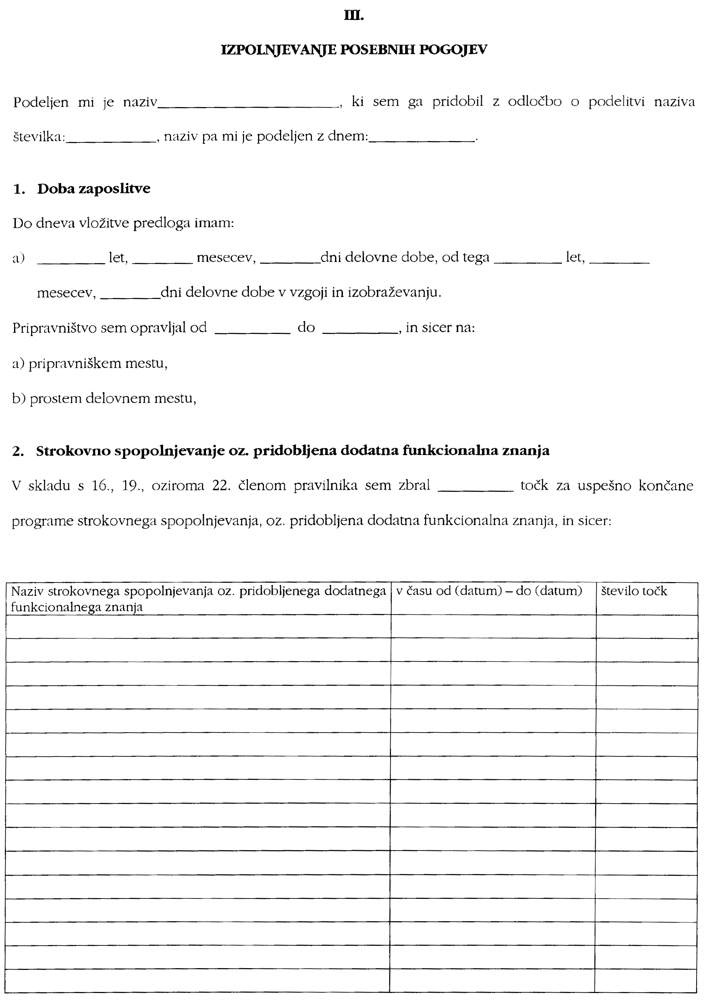 III.
IZPOLNJEVANJE POSEBNIH POGOJEV
Podeljen mi je naziv________________________, ki sem ga pridobil z odločbo o podelitvi naziva
številka:____________, naziv pa mi je podeljen z dnem:______________.
1. Doba zaposlitve
Do dneva vložitve predloga imam:
a) _________ let, ________ mesecev, ________dni delovne dobe, od tega _________ let, ________
mesecev, ________dni delovne dobe v vzgoji in izobraževanju.
Pripravništvo sem opravljal od __________ do __________, in sicer na:
a) pripravniškem mestu,
b) prostem delovnem mestu,
2. Strokovno spopolnjevanje oz. pridobljena dodatna funkcionalna znanja
V skladu s 16., 19., oziroma 22. členom pravilnika sem zbral __________ točk za uspešno končane
programe strokovnega spopolnjevanja, oz. pridobljena dodatna funkcionalna znanja, in sicer:
Naziv strokovnega spopolnjevanja oz. pridobljenega dodatnega
funkcionalnega znanja
v času od (datum) – do (datum)
število točk